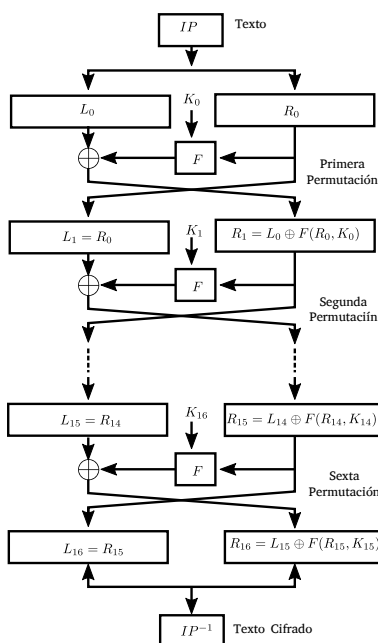 IP Texto
L₀ K₀ R₀
F
Primera
Permutación
L₁ = R₀ K₁ R₁ = L₀ ⊕ F(R₀, K₀)
F
Segunda
Permutaciín
L₁₅ = R₁₄ K₁₆ R₁₅ = L₁₄ ⊕ F(R₁₄, K₁₄)
F
Sexta
Permutación
L₁₆ = R₁₅ R₁₆ = L₁₅ ⊕ F(R₁₅, K₁₅)
IP⁻¹ Texto Cifrado